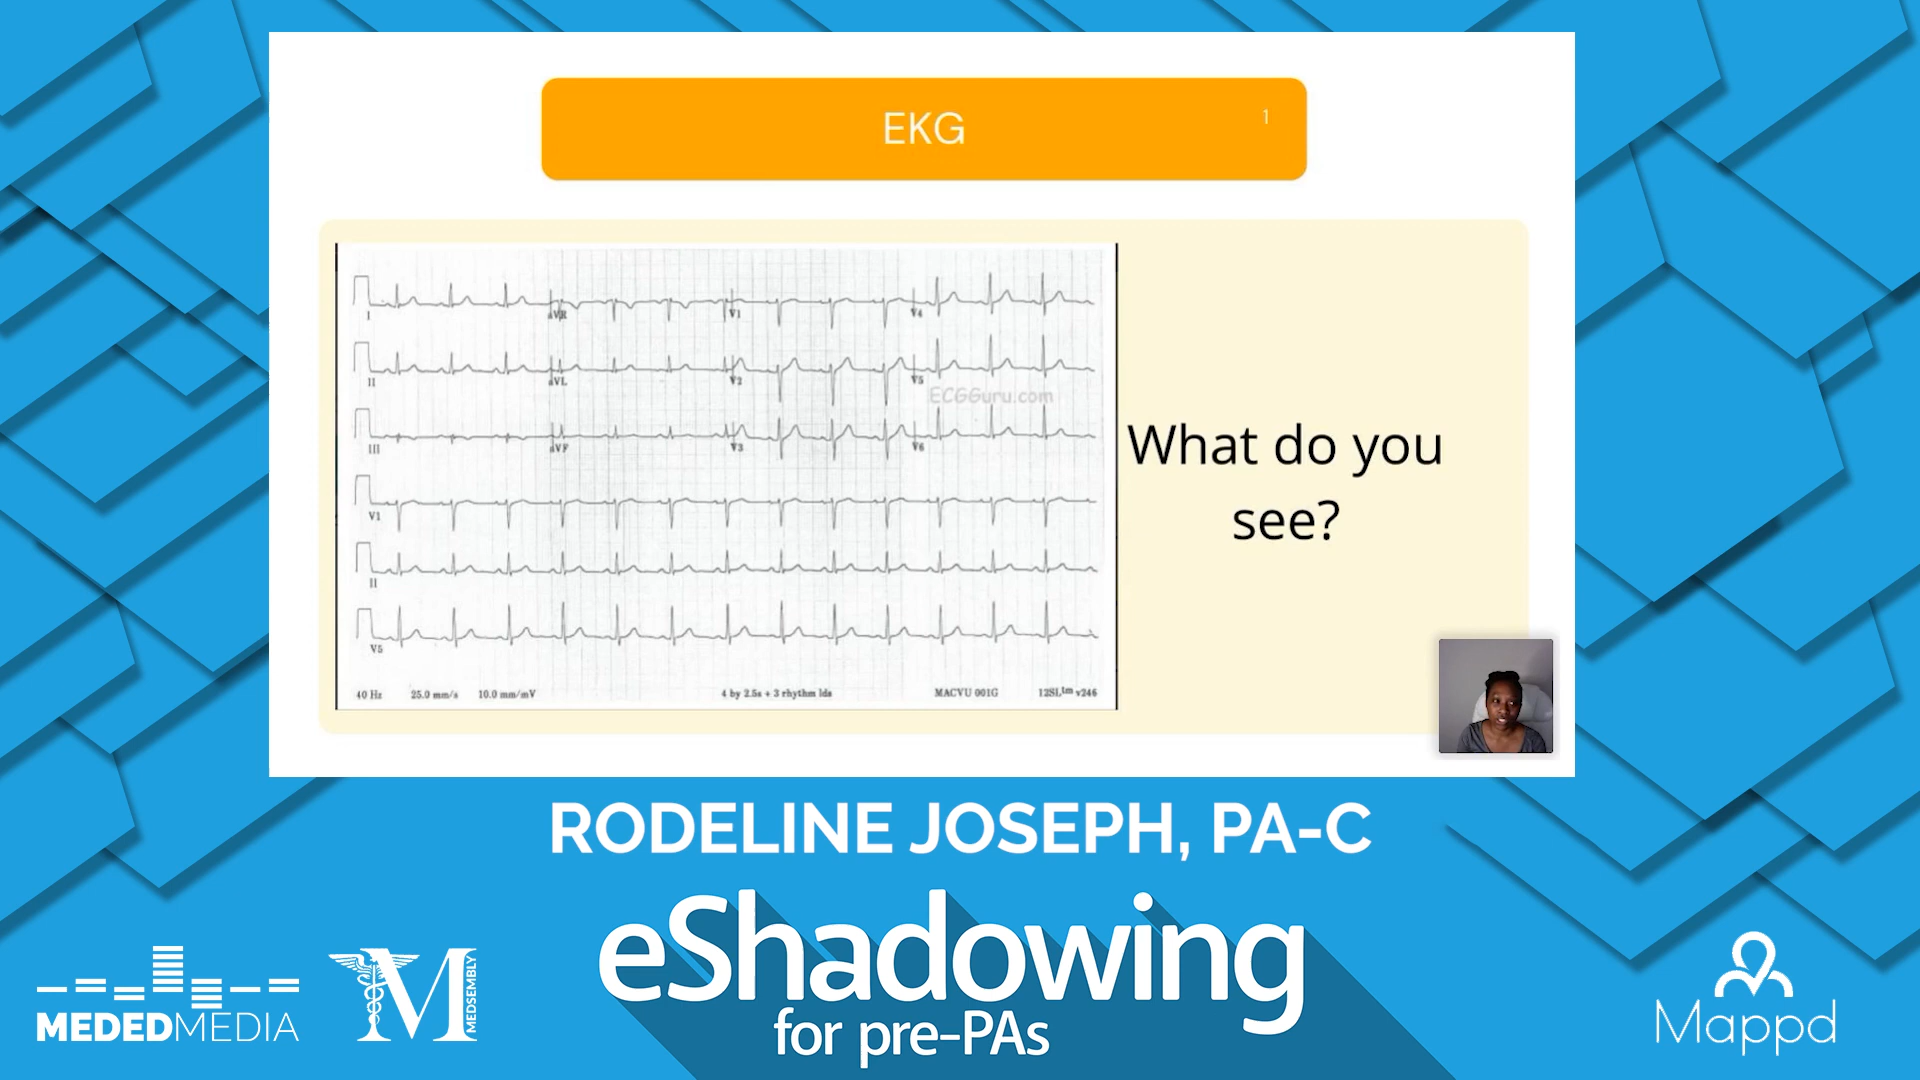 EKG
1
I
aVR
V1
V4
II
aVL
V2
V5
ECGGuru.com
III
aVF
V3
V6
What do you
see?
V1
II
V5
40 Hz 25.0 mm/s 10.0 mm/mV 4 by 2.5s + 3 rhythm lds MACVU 001G 12SLtm v246
RODELINE JOSEPH, PA-C
eShadowing
for pre-PAs
MEDEDMEDIA
M
MEDSEMBLY
Mappd